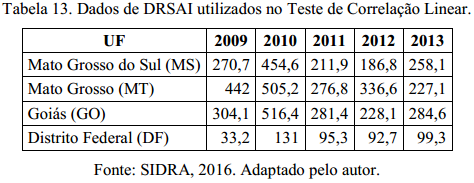 Tabela 13. Dados de DRSAI utilizados no Teste de Correlação Linear.
UF 2009 2010 2011 2012 2013
Mato Grosso do Sul (MS) 270,7 454,6 211,9 186,8 258,1
Mato Grosso (MT) 442 505,2 276,8 336,6 227,1
Goiás (GO) 304,1 516,4 281,4 228,1 284,6
Distrito Federal (DF) 33,2 131 95,3 92,7 99,3
Fonte: SIDRA, 2016. Adaptado pelo autor.